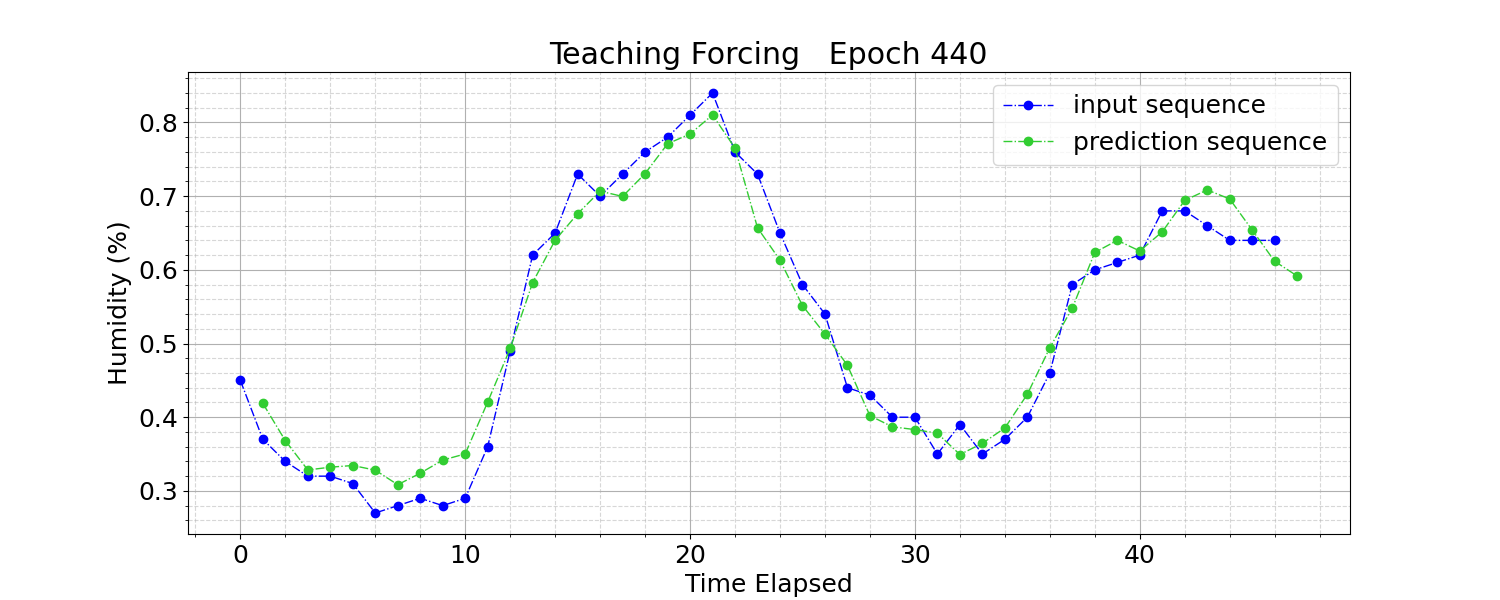 Teaching Forcing   Epoch 440
input sequence
prediction sequence
Humidity (%)
0.8
0.7
0.6
0.5
0.4
0.3
0 10 20 30 40
Time Elapsed